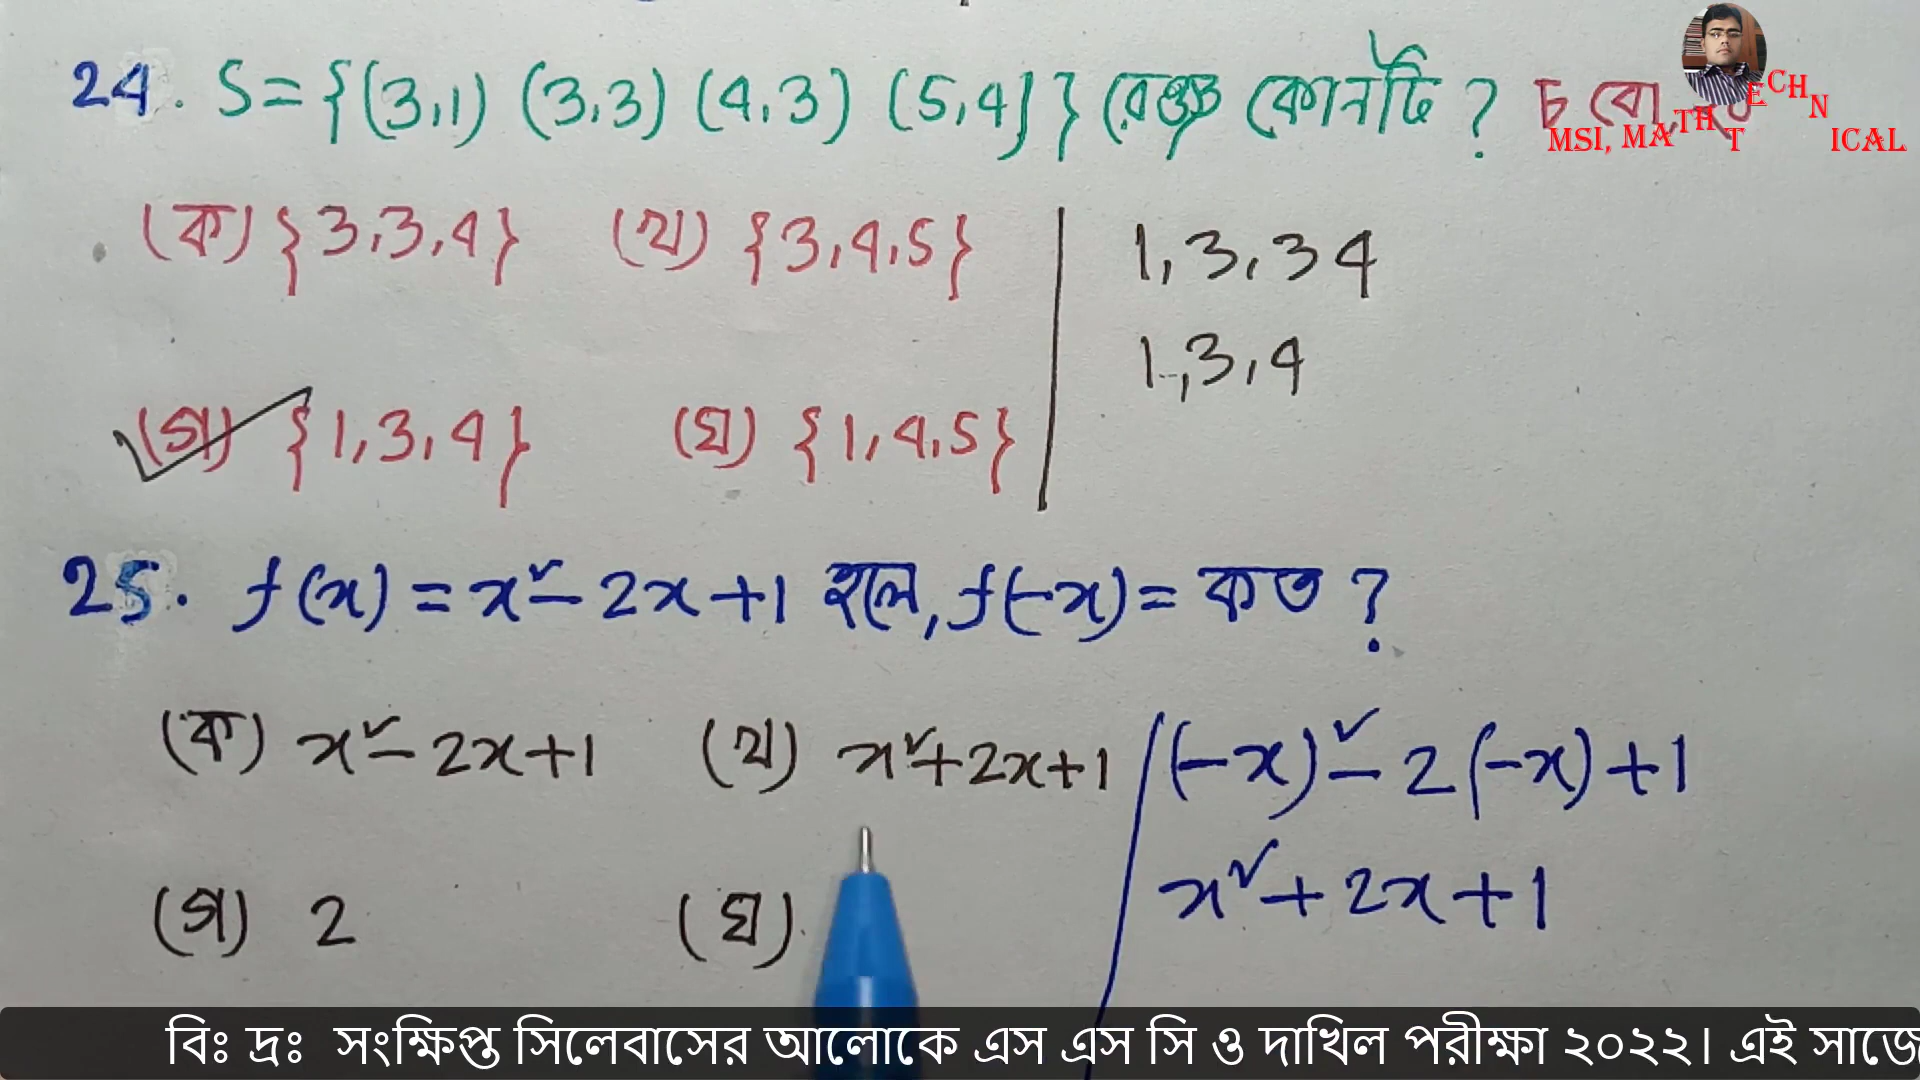 24. S = {(3,1) (3,3) (4,3) (5,4)} রেঞ্জ কোনটি ? চ বো,
MSI, MATH TECHNICAL
(ক) {3,3,4} (খ) {3,4,5} 1,3,3 4
1,3,4
(গ) {1,3,4} (ঘ) {1,4,5}
25. f(x) = x² - 2x + 1 হলে, f(-x) = কত ?
(ক) x² - 2x + 1 (খ) x² + 2x + 1 (-x)² - 2(-x) + 1
x² + 2x + 1
(গ) 2 (ঘ)
বিঃ দ্রঃ সংক্ষিপ্ত সিলেবাসের আলোকে এস এস সি ও দাখিল পরীক্ষা ২০২২। এই সাজে